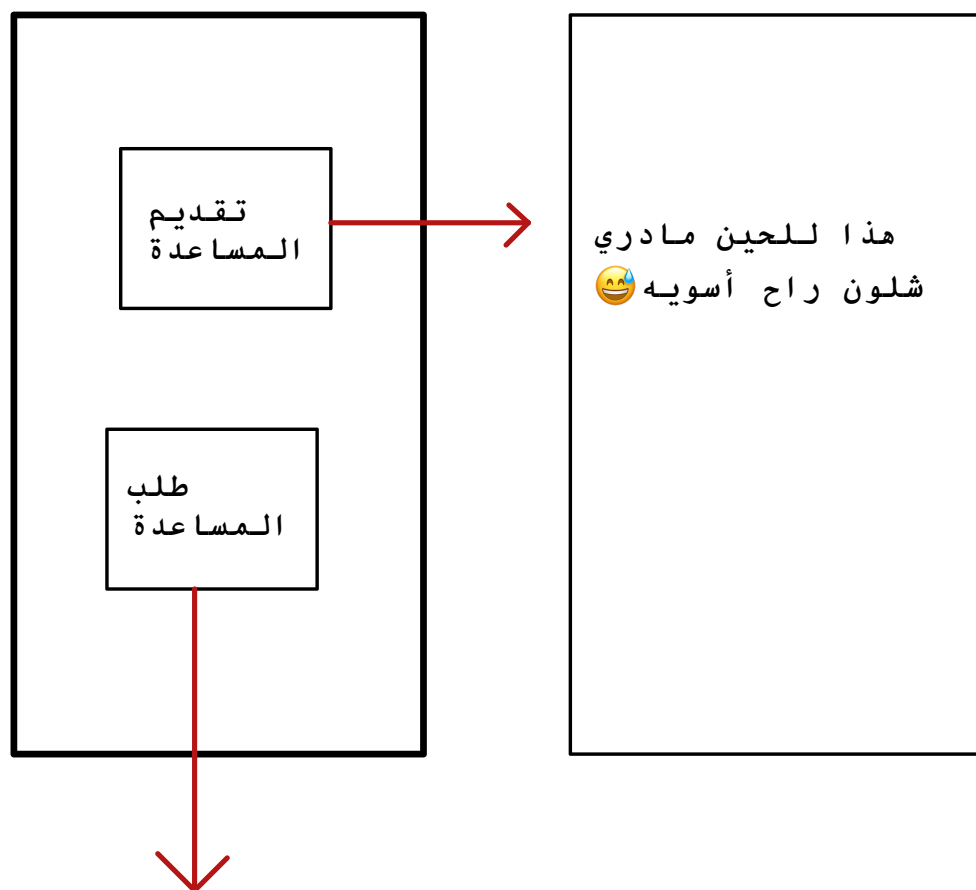 تقديم
المساعدة
هذا للحين مادري
شلون راح أسويه😅
طلب
المساعدة